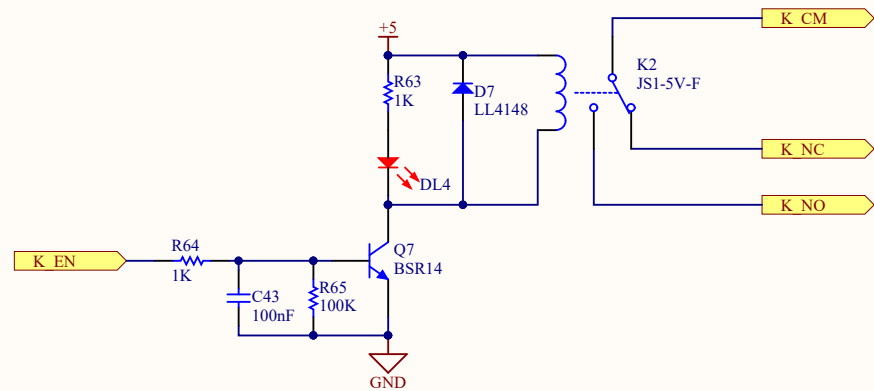 K_CM
+5
K2
JS1-5V-F
R63
1K
D7
LL4148
K_NC
DL4
K_NO
R64
1K
K_EN
Q7
BSR14
C43
100nF
R65
100K
GND